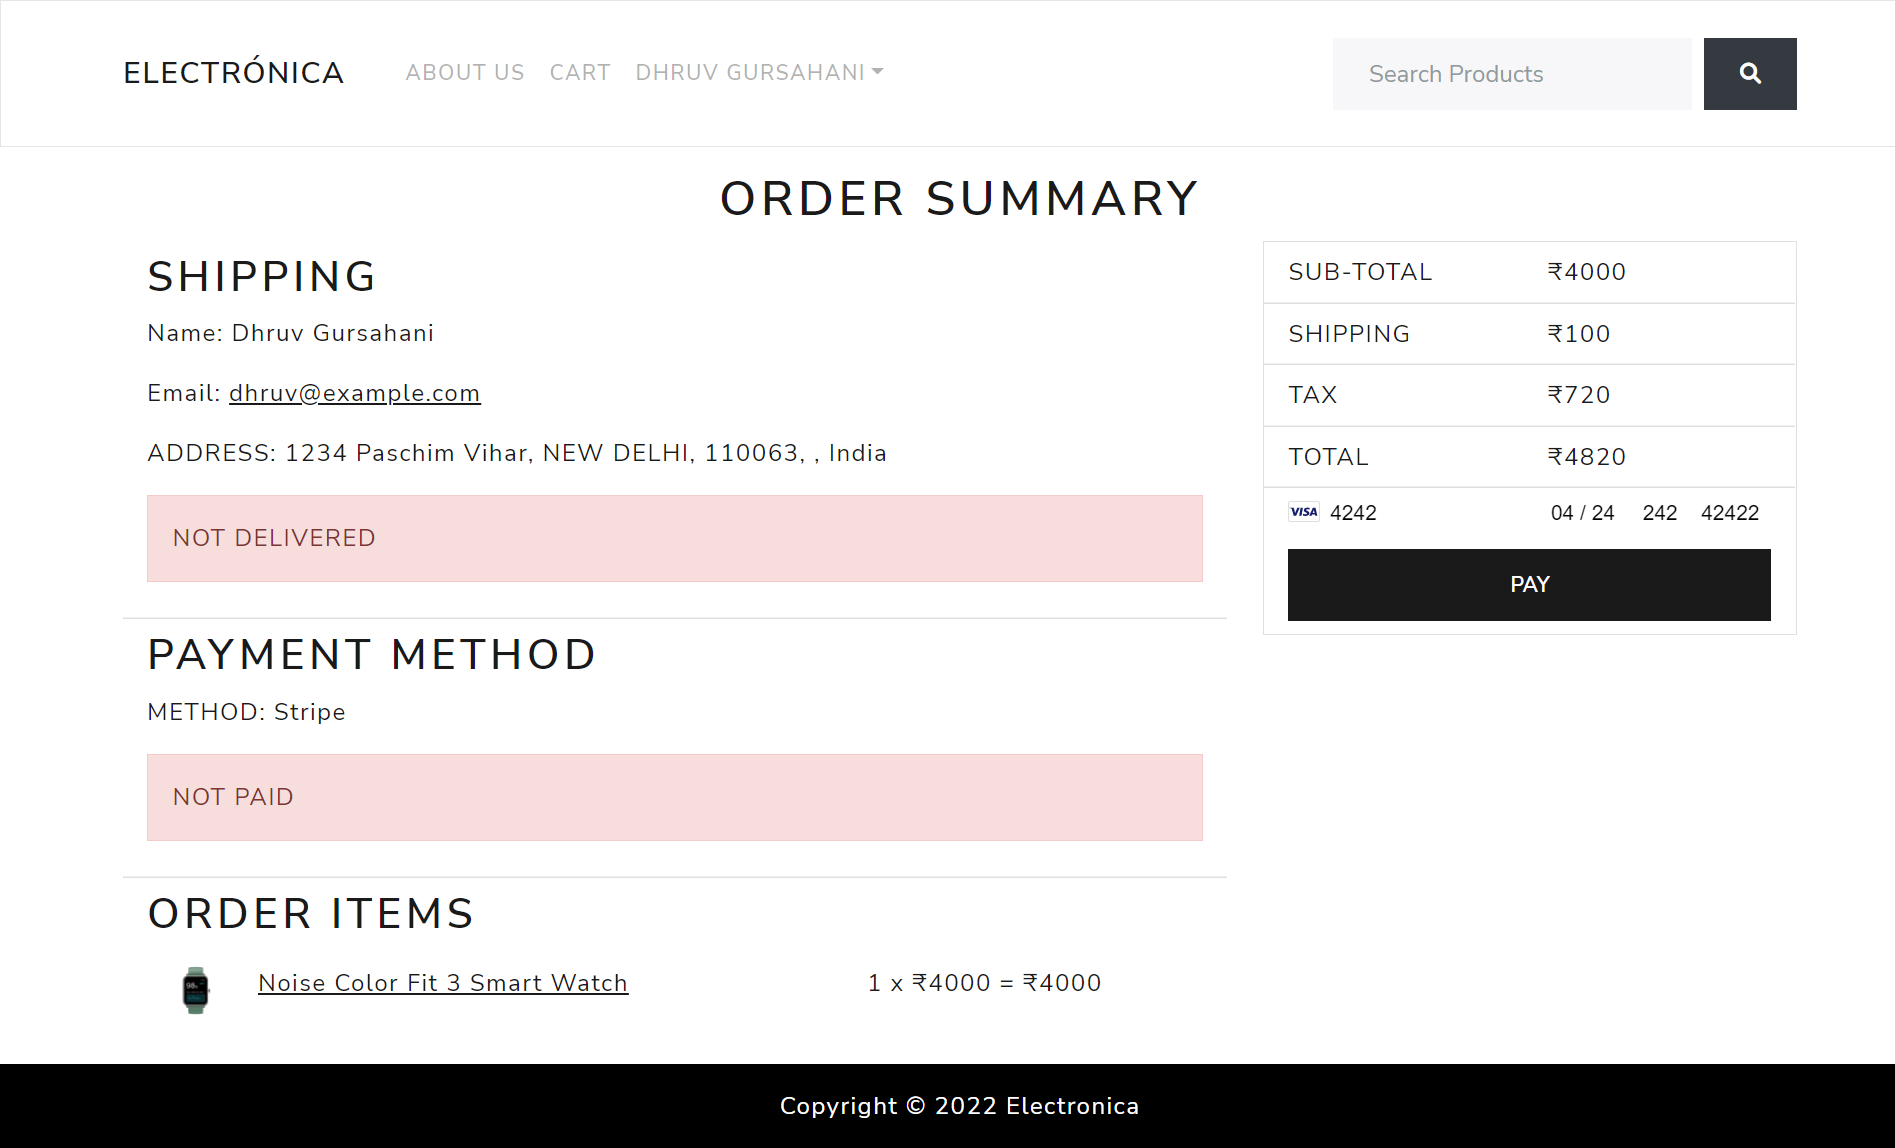 ELECTRÓNICA
ABOUT US
CART
DHRUV GURSAHANI
Search Products
ORDER SUMMARY
SHIPPING
Name: Dhruv Gursahani
Email: dhruv@example.com
ADDRESS: 1234 Paschim Vihar, NEW DELHI, 110063, , India
NOT DELIVERED
PAYMENT METHOD
METHOD: Stripe
NOT PAID
ORDER ITEMS
Noise Color Fit 3 Smart Watch 1 x ₹4000 = ₹4000
SUB-TOTAL ₹4000
SHIPPING ₹100
TAX ₹720
TOTAL ₹4820
VISA 4242 04 / 24 242 42422
PAY
Copyright © 2022 Electronica